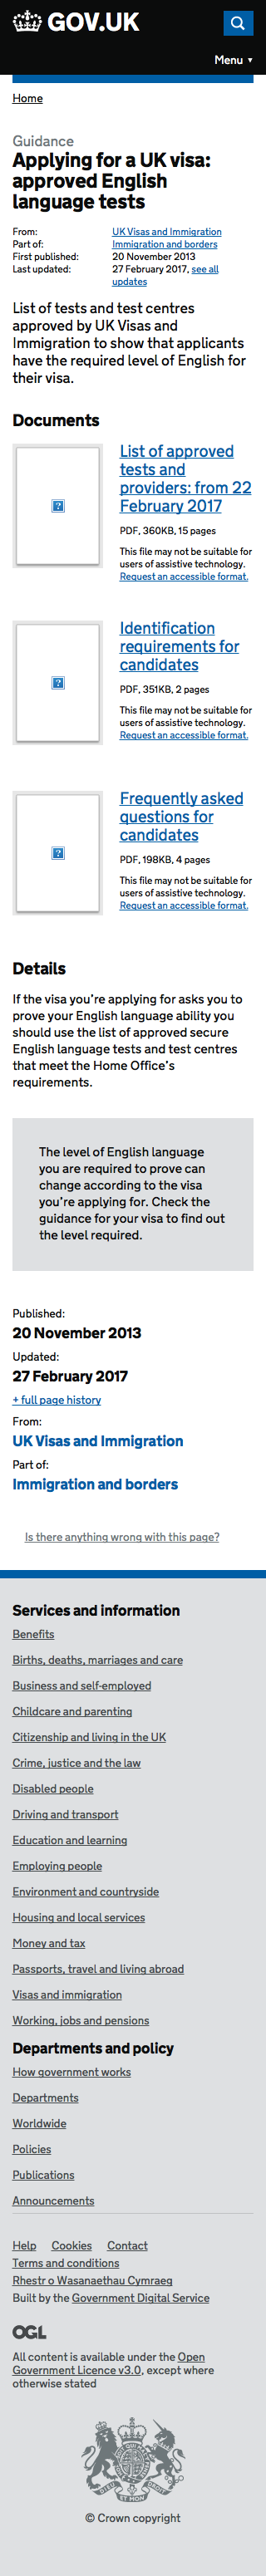 GOV.UK
Menu ▼
Home
Guidance
Applying for a UK visa:
approved English
language tests
From: UK Visas and Immigration
Part of: Immigration and borders
First published: 20 November 2013
Last updated: 27 February 2017, see all
updates
List of tests and test centres
approved by UK Visas and
Immigration to show that applicants
have the required level of English for
their visa.
Documents
List of approved
tests and
providers: from 22
February 2017
PDF, 360KB, 15 pages
This file may not be suitable for
users of assistive technology.
Request an accessible format.
Identification
requirements for
candidates
PDF, 351KB, 2 pages
This file may not be suitable for
users of assistive technology.
Request an accessible format.
Frequently asked
questions for
candidates
PDF, 198KB, 4 pages
This file may not be suitable for
users of assistive technology.
Request an accessible format.
Details
If the visa you're applying for asks you to
prove your English language ability you
should use the list of approved secure
English language tests and test centres
that meet the Home Office's
requirements.
The level of English language
you are required to prove can
change according to the visa
you're applying for. Check the
guidance for your visa to find out
the level required.
Published:
20 November 2013
Updated:
27 February 2017
+ full page history
From:
UK Visas and Immigration
Part of:
Immigration and borders
Is there anything wrong with this page?
Services and information
Benefits
Births, deaths, marriages and care
Business and self-employed
Childcare and parenting
Citizenship and living in the UK
Crime, justice and the law
Disabled people
Driving and transport
Education and learning
Employing people
Environment and countryside
Housing and local services
Money and tax
Passports, travel and living abroad
Visas and immigration
Working, jobs and pensions
Departments and policy
How government works
Departments
Worldwide
Policies
Publications
Announcements
Help Cookies Contact
Terms and conditions
Rhestr o Wasanaethau Cymraeg
Built by the Government Digital Service
OGL
All content is available under the Open
Government Licence v3.0, except where
otherwise stated
© Crown copyright